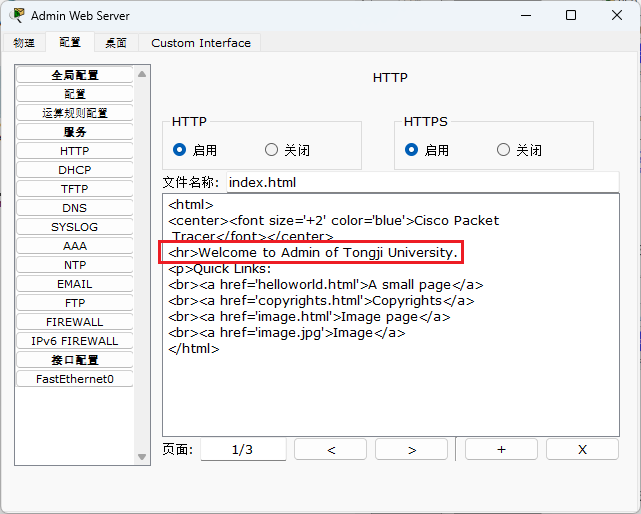 Admin Web Server
物理 配置 桌面 Custom Interface
全局配置
配置
运算规则配置
服务
HTTP
DHCP
TFTP
DNS
SYSLOG
AAA
NTP
EMAIL
FTP
FIREWALL
IPv6 FIREWALL
接口配置
FastEthernet0
HTTP
HTTP
启用 关闭
HTTPS
启用 关闭
文件名称: index.html
<html>
<center><font size='+2' color='blue'>Cisco Packet
Tracer</font></center>
<hr>Welcome to Admin of Tongji University.
<p>Quick Links:
<br><a href='helloworld.html'>A small page</a>
<br><a href='copyrights.html'>Copyrights</a>
<br><a href='image.html'>Image page</a>
<br><a href='image.jpg'>Image</a>
</html>
页面: 1/3 < > + X